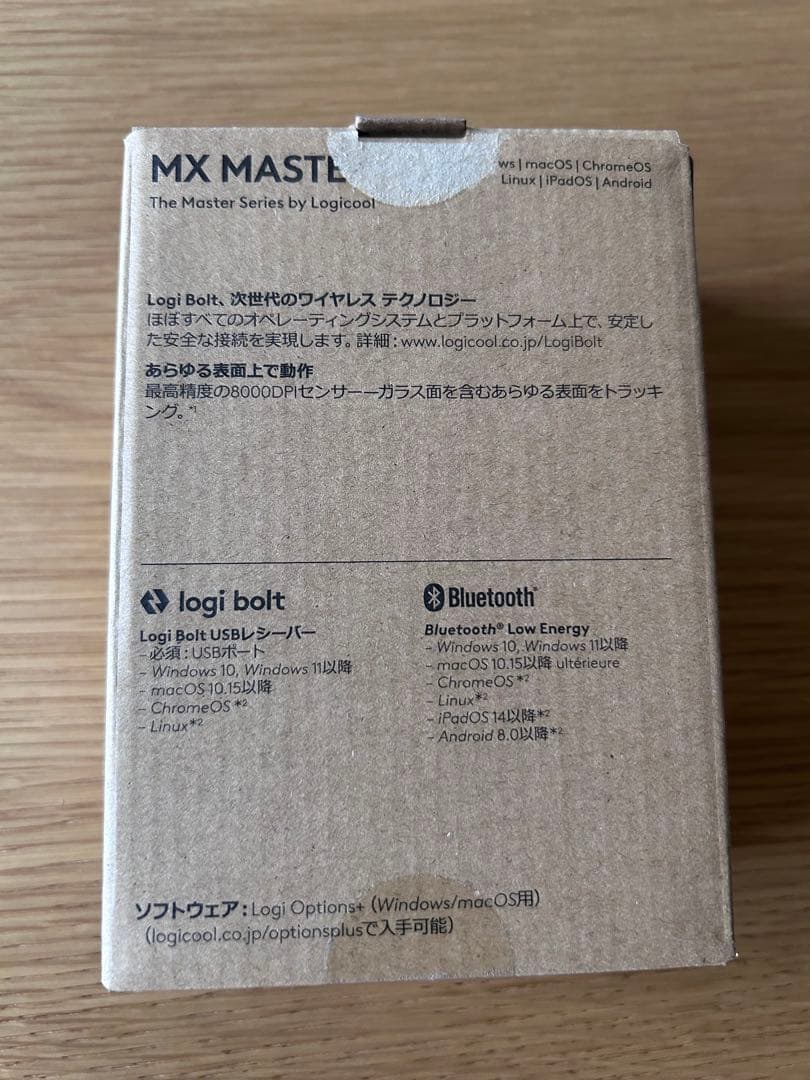 MX MASTE
ws | macOS | ChromeOS
Linux | iPadOS | Android
The Master Series by Logicool
Logi Bolt、次世代のワイヤレス テクノロジー
ほぼすべてのオペレーティングシステムとプラットフォーム上で、安定し
た安全な接続を実現します。詳細：www.logicool.co.jp/LogiBolt
あらゆる表面上で動作
最高精度の8000DPIセンサー—ガラス面を含むあらゆる表面をトラッキ
ング。*1
logi bolt
Logi Bolt USBレシーバー
– 必須：USBポート
– Windows 10, Windows 11以降
– macOS 10.15以降
– ChromeOS *2
– Linux*2
Bluetooth®
Bluetooth® Low Energy
– Windows 10, Windows 11以降
– macOS 10.15以降 ultérieure
– ChromeOS *2
– Linux*2
– iPadOS 14以降*2
– Android 8.0以降*2
ソフトウェア：Logi Options+（Windows/macOS用）
（logicool.co.jp/optionsplusで入手可能）